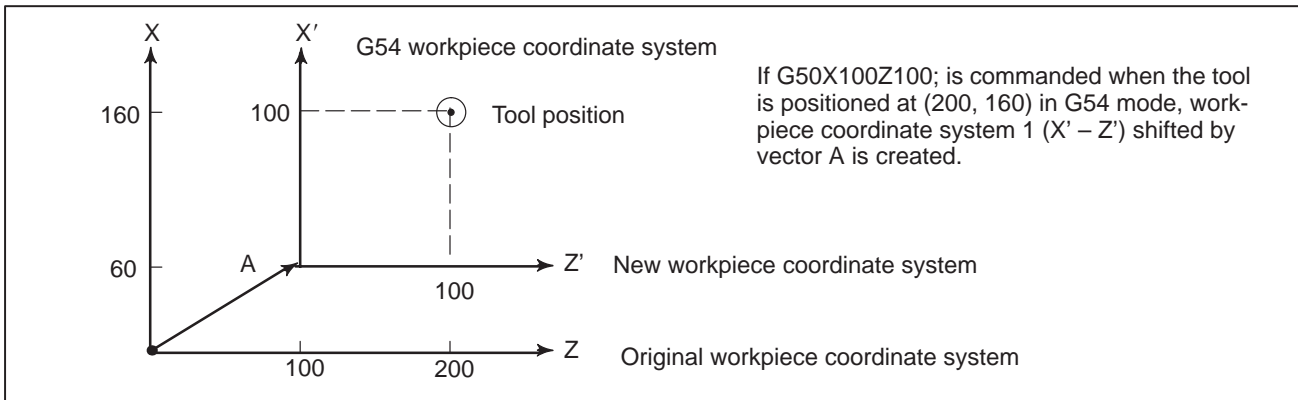 X
X′
G54 workpiece coordinate system
If G50X100Z100; is commanded when the tool
is positioned at (200, 160) in G54 mode, work-
piece coordinate system 1 (X’ – Z’) shifted by
vector A is created.
160
100
Tool position
60
A
Z′
New workpiece coordinate system
100
Z
Original workpiece coordinate system
100
200